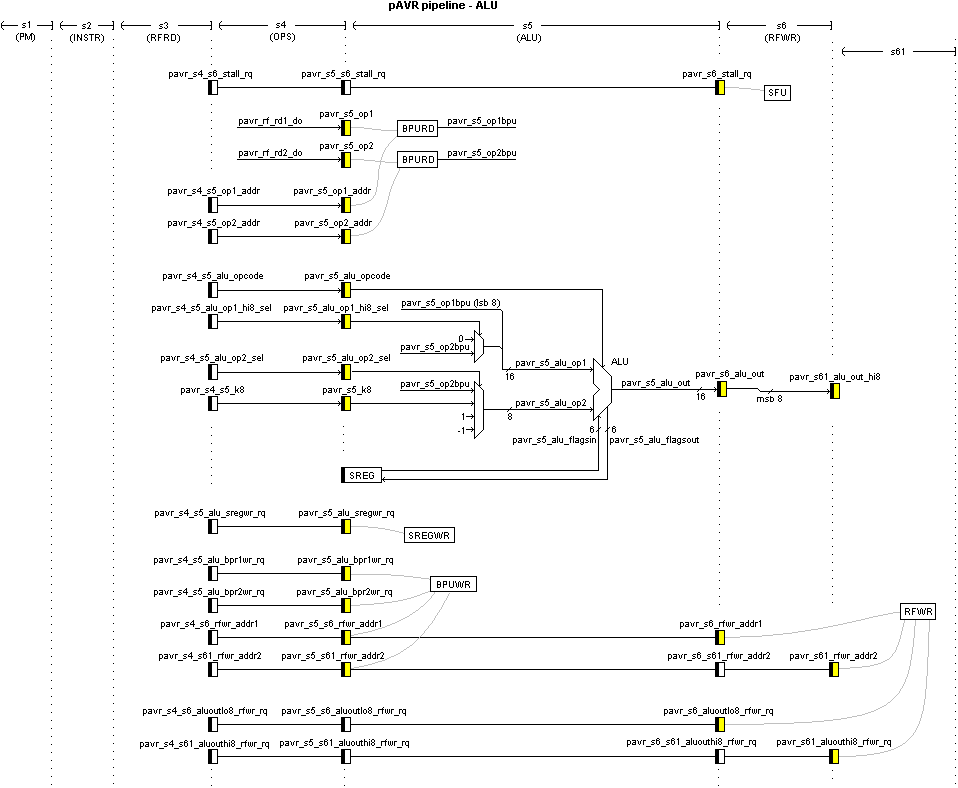 pAVR pipeline - ALU
s1 s2 s3 s4 s5 s6
(PM) (INSTR) (RFRD) (OPS) (ALU) (RFWR)
s61
pavr_s4_s6_stall_rq pavr_s5_s6_stall_rq pavr_s6_stall_rq
SFU
pavr_s5_op1
pavr_rf_rd1_do BPURD pavr_s5_op1bpu
pavr_s5_op2
pavr_rf_rd2_do BPURD pavr_s5_op2bpu
pavr_s4_s5_op1_addr pavr_s5_op1_addr
pavr_s4_s5_op2_addr pavr_s5_op2_addr
pavr_s4_s5_alu_opcode pavr_s5_alu_opcode
pavr_s4_s5_alu_op1_hi8_sel pavr_s5_alu_op1_hi8_sel pavr_s5_op1bpu (lsb 8)
0
pavr_s5_op2bpu
pavr_s4_s5_alu_op2_sel pavr_s5_alu_op2_sel pavr_s5_alu_op1 ALU
16
pavr_s6_alu_out pavr_s61_alu_out_hi8
pavr_s4_s5_k8 pavr_s5_k8 pavr_s5_op2bpu pavr_s5_alu_out
16 msb 8
pavr_s5_alu_op2
1 8
-1 6 6
pavr_s5_alu_flagsin pavr_s5_alu_flagsout
SREG
pavr_s4_s5_alu_sregwr_rq pavr_s5_alu_sregwr_rq
SREGWR
pavr_s4_s5_alu_bpr1wr_rq pavr_s5_alu_bpr1wr_rq
BPUWR
pavr_s4_s5_alu_bpr2wr_rq pavr_s5_alu_bpr2wr_rq
RFWR
pavr_s4_s6_rfwr_addr1 pavr_s5_s6_rfwr_addr1 pavr_s6_rfwr_addr1
pavr_s4_s61_rfwr_addr2 pavr_s5_s61_rfwr_addr2 pavr_s6_s61_rfwr_addr2 pavr_s61_rfwr_addr2
pavr_s4_s6_aluoutlo8_rfwr_rq pavr_s5_s6_aluoutlo8_rfwr_rq pavr_s6_aluoutlo8_rfwr_rq
pavr_s4_s61_aluouthi8_rfwr_rq pavr_s5_s61_aluouthi8_rfwr_rq pavr_s6_s61_aluouthi8_rfwr_rq pavr_s61_aluouthi8_rfwr_rq